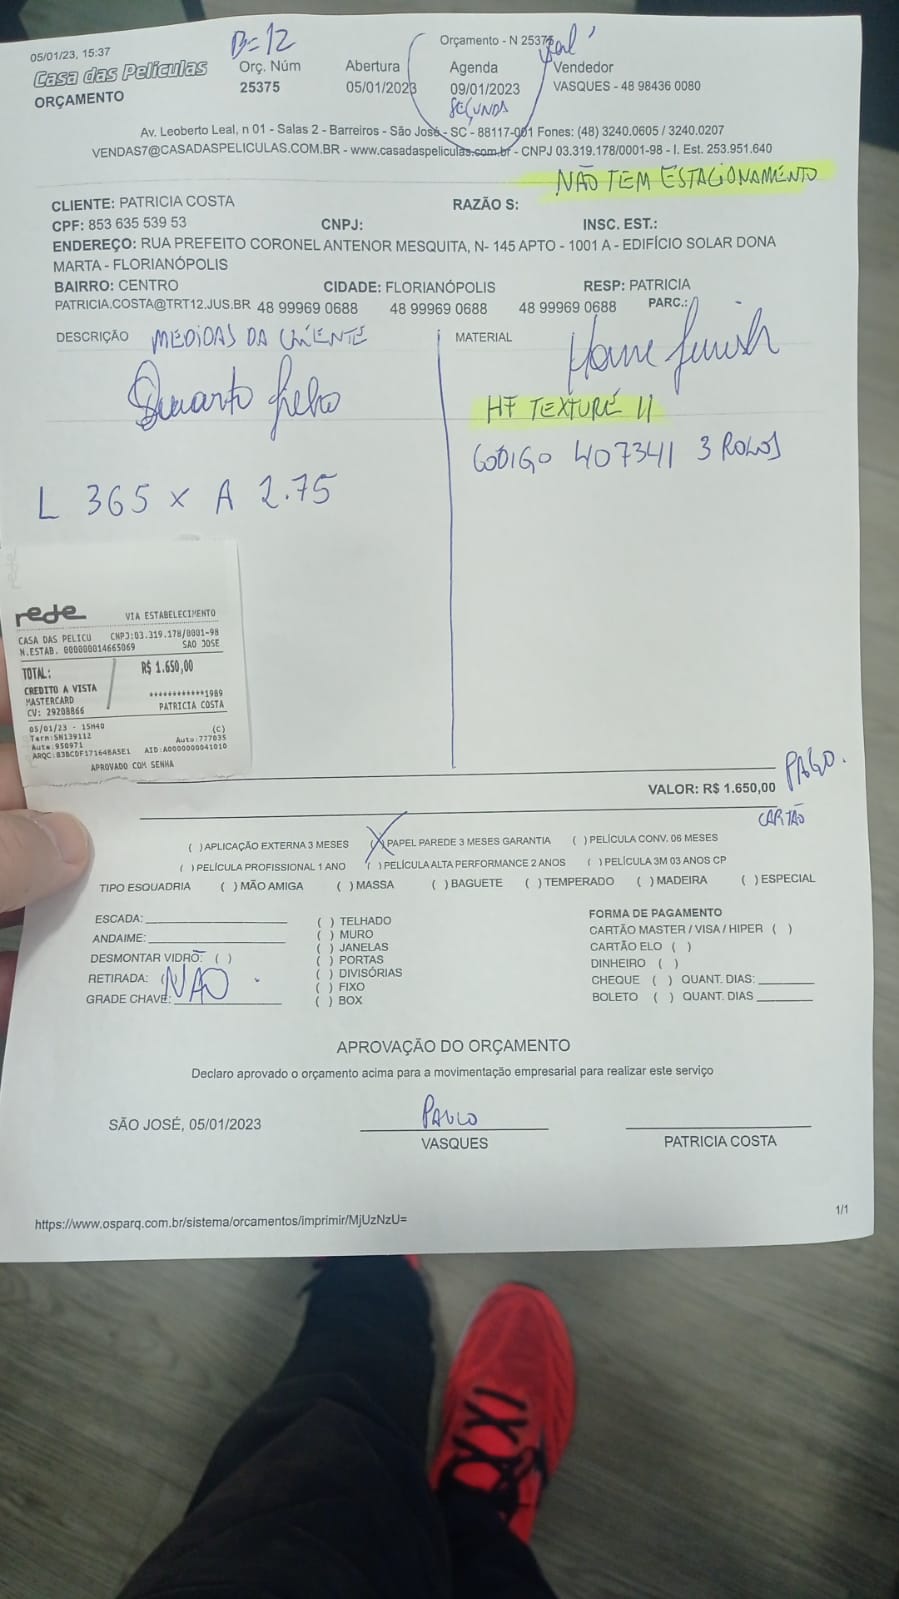 05/01/23, 15:37
B=12
Orçamento - N 25375
Casa das Películas
ORÇAMENTO
Orç. Núm
25375
Abertura
05/01/2023
Agenda
09/01/2023
SEGUNDA
Vendedor
VASQUES - 48 98436 0080
Av. Leoberto Leal, n 01 - Salas 2 - Barreiros - São José - SC - 88117-001 Fones: (48) 3240.0605 / 3240.0207
VENDAS7@CASADASPELICULAS.COM.BR - www.casadaspeliculas.com.br - CNPJ 03.319.178/0001-98 - I. Est. 253.951.640
NÃO TEM ESTACIONAMENTO
CLIENTE: PATRICIA COSTA
RAZÃO S:
CPF: 853 635 539 53
CNPJ:
INSC. EST.:
ENDEREÇO: RUA PREFEITO CORONEL ANTENOR MESQUITA, N- 145 APTO - 1001 A - EDIFÍCIO SOLAR DONA
MARTA - FLORIANÓPOLIS
BAIRRO: CENTRO
CIDADE: FLORIANÓPOLIS
RESP: PATRICIA
PATRICIA.COSTA@TRT12.JUS.BR 48 99969 0688 48 99969 0688 48 99969 0688 PARC.:
DESCRIÇÃO MEDIDAS DA CLIENTE
MATERIAL
Home finish
Quarto
HF TEXTURE II
CODIGO 407341 3 ROLOS
L 365 x A 2.75
rede
VIA ESTABELECIMENTO
CASA DAS PELICU CNPJ:03.319.178/0001-98
N.ESTAB. 000000014665069 SAO JOSE
TOTAL: R$ 1.650,00
CREDITO A VISTA
MASTERCARD ************1989
CV: 29208866 PATRICIA COSTA
05/01/23 - 15H40 (C)
Term:SN139112 Auto:777035
Aute:950971
ARQC:83BCDF17164BA5E1 AID:A0000000041010
APROVADO COM SENHA
VALOR: R$ 1.650,00
PAGO.
CARTÃO
( ) APLICAÇÃO EXTERNA 3 MESES (X) PAPEL PAREDE 3 MESES GARANTIA ( ) PELÍCULA CONV. 06 MESES
( ) PELÍCULA PROFISSIONAL 1 ANO ( ) PELÍCULA ALTA PERFORMANCE 2 ANOS ( ) PELÍCULA 3M 03 ANOS CP
TIPO ESQUADRIA ( ) MÃO AMIGA ( ) MASSA ( ) BAGUETE ( ) TEMPERADO ( ) MADEIRA ( ) ESPECIAL
ESCADA:
ANDAIME:
DESMONTAR VIDRO: ( )
RETIRADA: ( ) NÃO
GRADE CHAVE:
( ) TELHADO
( ) MURO
( ) JANELAS
( ) PORTAS
( ) DIVISÓRIAS
( ) FIXO
( ) BOX
FORMA DE PAGAMENTO
CARTÃO MASTER / VISA / HIPER ( )
CARTÃO ELO ( )
DINHEIRO ( )
CHEQUE ( ) QUANT. DIAS:
BOLETO ( ) QUANT. DIAS
APROVAÇÃO DO ORÇAMENTO
Declaro aprovado o orçamento acima para a movimentação empresarial para realizar este serviço
SÃO JOSÉ, 05/01/2023
PAULO
VASQUES
PATRICIA COSTA
https://www.osparq.com.br/sistema/orcamentos/imprimir/MjUzNzU=
1/1